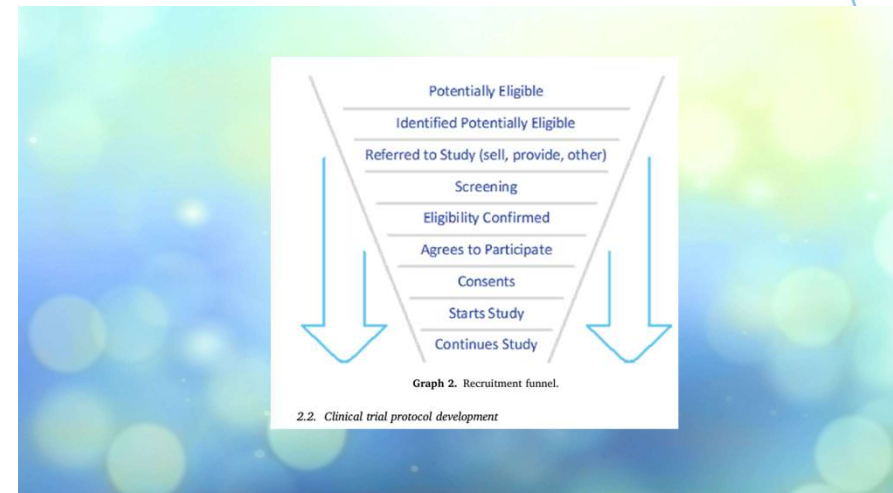 Potentially Eligible
Identified Potentially Eligible
Referred to Study (sell, provide, other)
Screening
Eligibility Confirmed
Agrees to Participate
Consents
Starts Study
Continues Study
Graph 2. Recruitment funnel.
2.2. Clinical trial protocol development